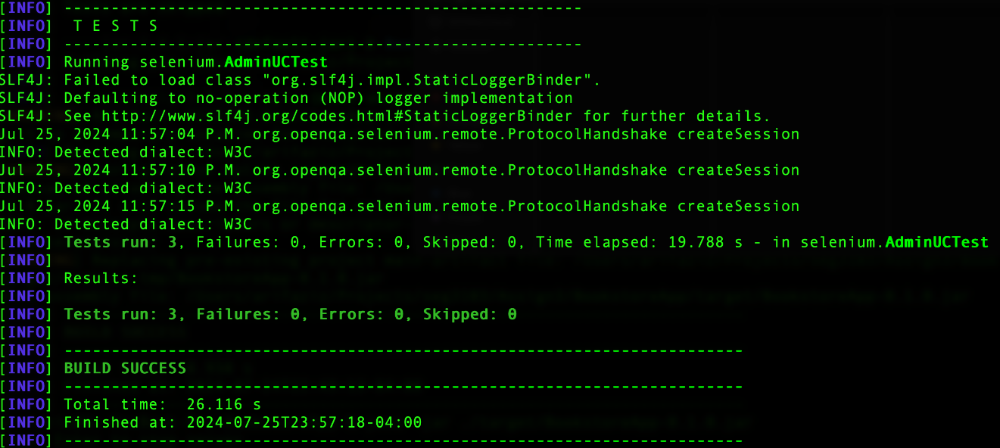 [INFO] -------------------------------------------------------
[INFO]  T E S T S
[INFO] -------------------------------------------------------
[INFO] Running selenium.AdminUCTest
SLF4J: Failed to load class "org.slf4j.impl.StaticLoggerBinder".
SLF4J: Defaulting to no-operation (NOP) logger implementation
SLF4J: See http://www.slf4j.org/codes.html#StaticLoggerBinder for further details.
Jul 25, 2024 11:57:04 P.M. org.openqa.selenium.remote.ProtocolHandshake createSession
INFO: Detected dialect: W3C
Jul 25, 2024 11:57:10 P.M. org.openqa.selenium.remote.ProtocolHandshake createSession
INFO: Detected dialect: W3C
Jul 25, 2024 11:57:15 P.M. org.openqa.selenium.remote.ProtocolHandshake createSession
INFO: Detected dialect: W3C
[INFO] Tests run: 3, Failures: 0, Errors: 0, Skipped: 0, Time elapsed: 19.788 s - in selenium.AdminUCTest
[INFO]
[INFO] Results:
[INFO]
[INFO] Tests run: 3, Failures: 0, Errors: 0, Skipped: 0
[INFO]
[INFO] ------------------------------------------------------------------------
[INFO] BUILD SUCCESS
[INFO] ------------------------------------------------------------------------
[INFO] Total time:  26.116 s
[INFO] Finished at: 2024-07-25T23:57:18-04:00
[INFO] ------------------------------------------------------------------------